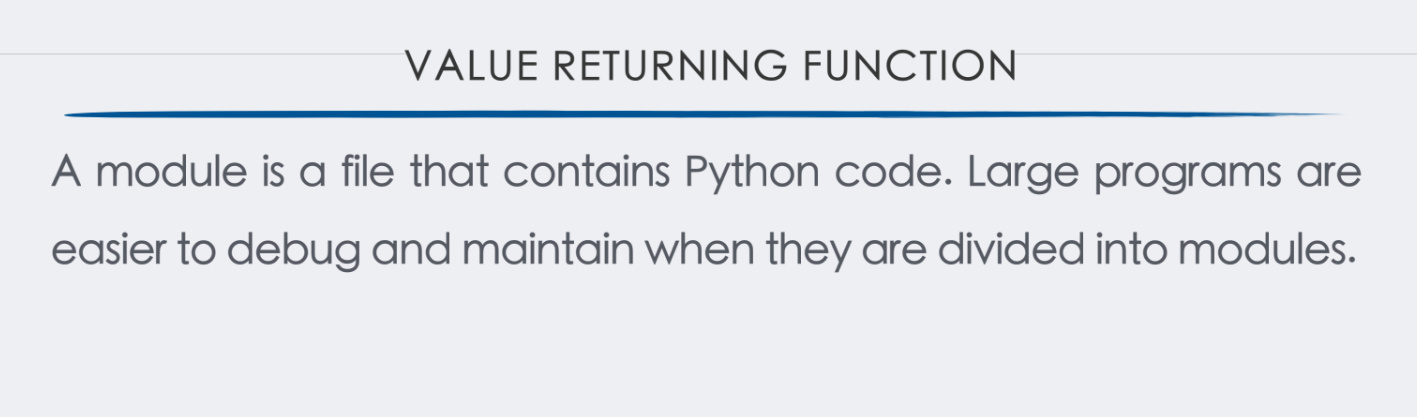 VALUE RETURNING FUNCTION
A module is a file that contains Python code. Large programs are
easier to debug and maintain when they are divided into modules.